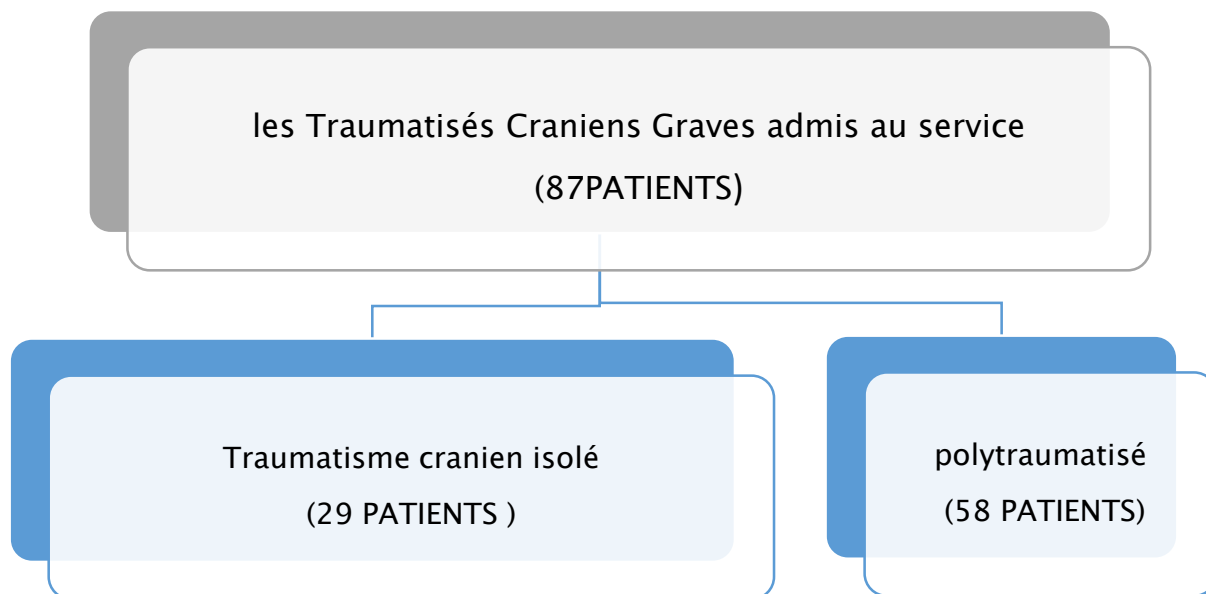 les Traumatisés Craniens Graves admis au service
(87PATIENTS)
Traumatisme cranien isolé
(29 PATIENTS )
polytraumatisé
(58 PATIENTS)